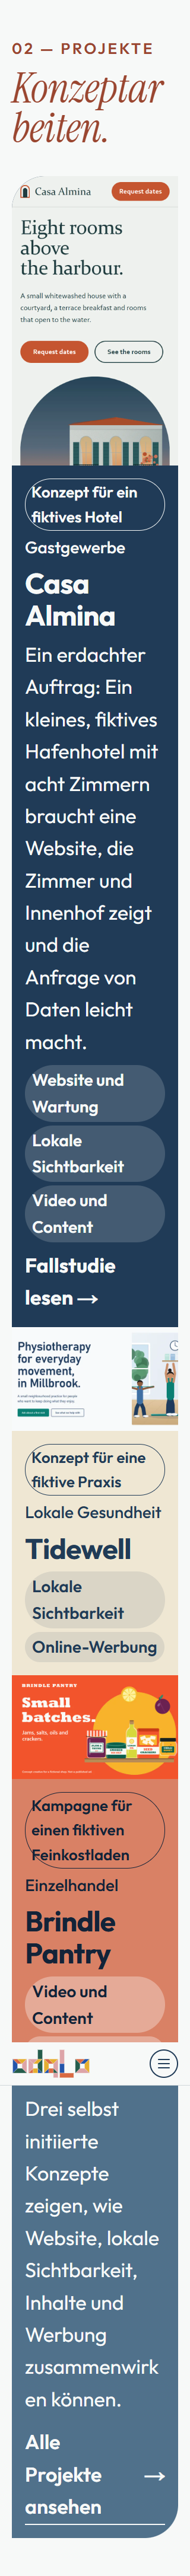 02 — PROJEKTE
Konzeptar
beiten.
Casa Almina
Request dates
Eight rooms
above
the harbour.
A small whitewashed house with a
courtyard, a terrace breakfast and rooms
that open to the water.
Request dates
See the rooms
Konzept für ein
fiktives Hotel
Gastgewerbe
Casa
Almina
Ein erdachter
Auftrag: Ein
kleines, fiktives
Hafenhotel mit
acht Zimmern
braucht eine
Website, die
Zimmer und
Innenhof zeigt
und die
Anfrage von
Daten leicht
macht.
Website und
Wartung
Lokale
Sichtbarkeit
Video und
Content
Fallstudie
lesen →
Physiotherapy
for everyday
movement,
in Millbrook.
Konzept für eine
fiktive Praxis
Lokale Gesundheit
Tidewell
Lokale
Sichtbarkeit
Online-Werbung
BRINDLE PANTRY
Small
batches.
Jams, salts, oils and
crackers.
Kampagne für
einen fiktiven
Feinkostladen
Einzelhandel
Brindle
Pantry
Video und
Content
Drei selbst
initiierte
Konzepte
zeigen, wie
Website, lokale
Sichtbarkeit,
Inhalte und
Werbung
zusammenwirk
en können.
Alle
Projekte →
ansehen